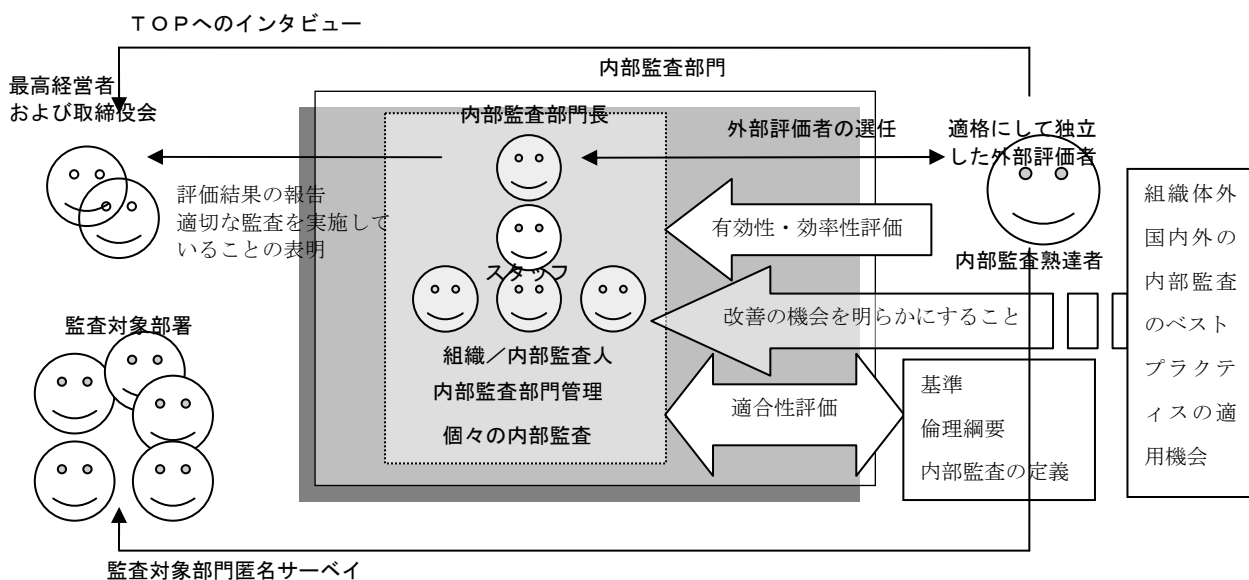 ＴＯＰへのインタビュー
最高経営者
および取締役会
内部監査部門
内部監査部門長
外部評価者の選任
適格にして独立
した外部評価者
評価結果の報告
適切な監査を実施して
いることの表明
有効性・効率性評価
内部監査熟達者
スタッフ
改善の機会を明らかにすること
監査対象部署
組織／内部監査人
内部監査部門管理
個々の内部監査
適合性評価
基準
倫理綱要
内部監査の定義
組織体外
国内外の
内部監査
のベスト
プラクテ
ィスの適
用機会
監査対象部門匿名サーベイ